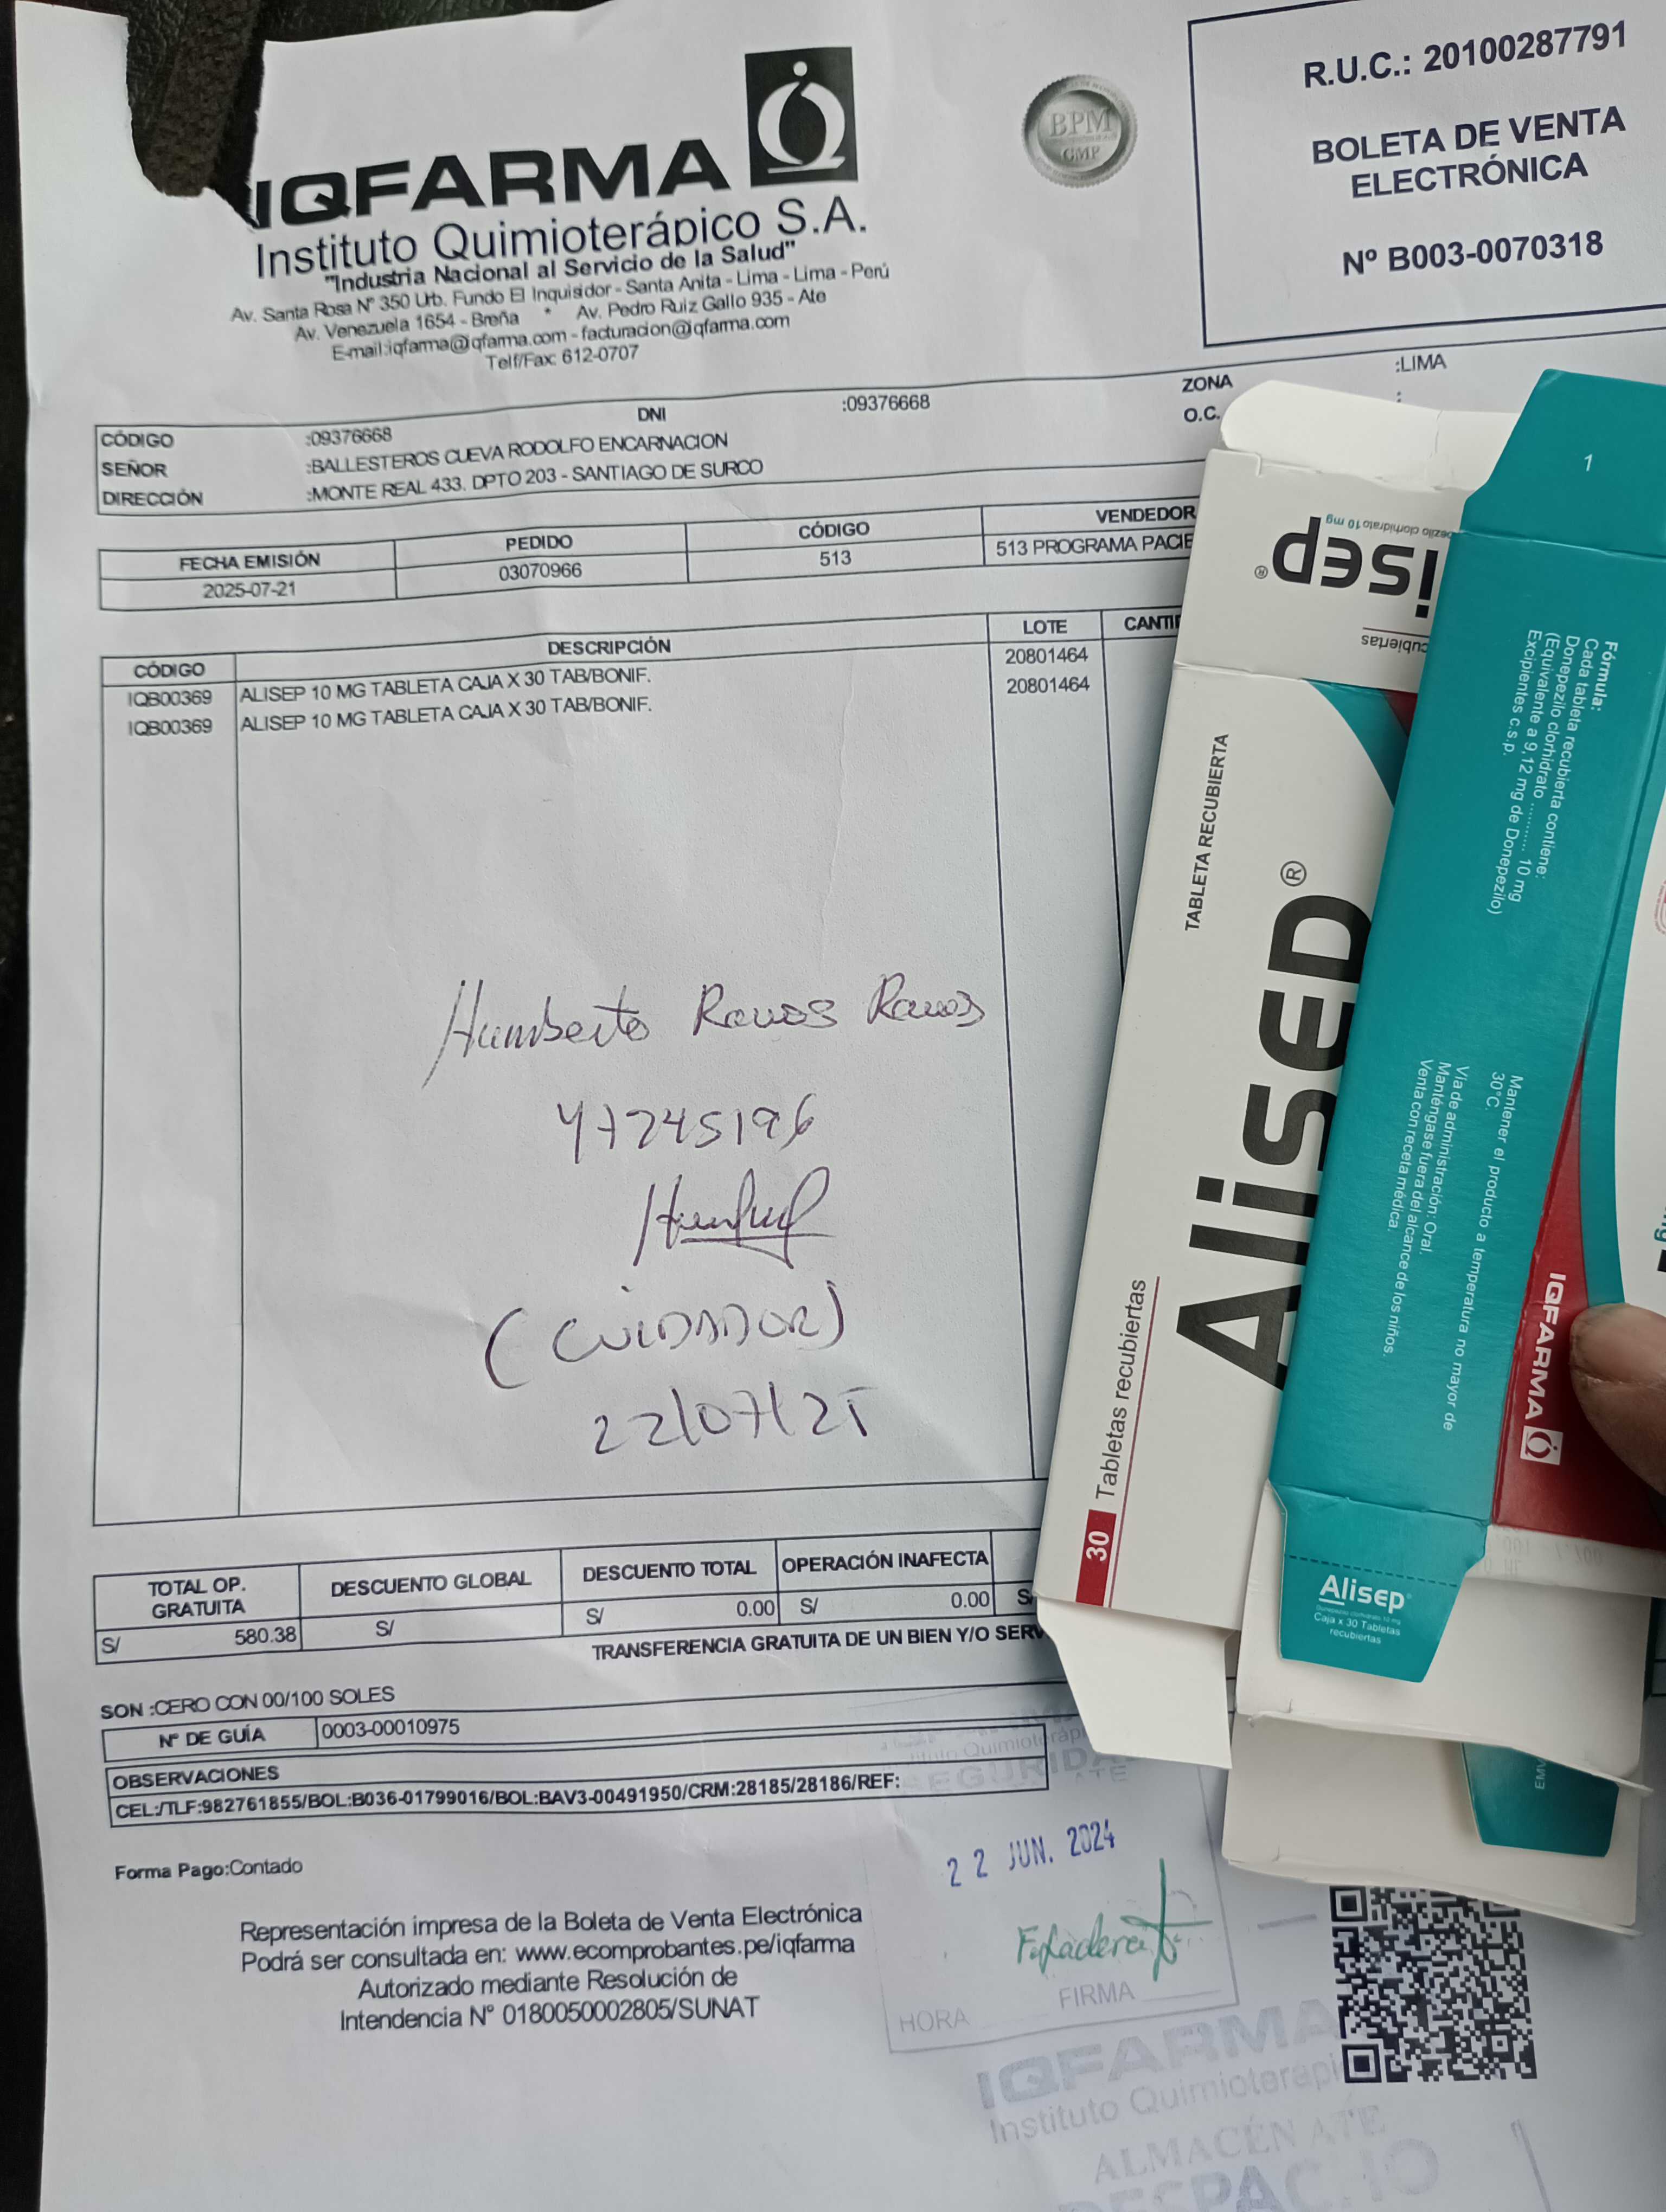 IQFARMA
Instituto Quimioterápico S.A.
"Industria Nacional al Servicio de la Salud"
Av. Santa Rosa Nº 350 Urb. Fundo El Inquisidor - Santa Anita - Lima - Lima - Perú
Av. Venezuela 1654 - Breña * Av. Pedro Ruiz Gallo 935 - Ate
E-mail:iqfarma@iqfarma.com - facturacion@iqfarma.com
Telf/Fax: 612-0707
BPM
GMP
R.U.C.: 20100287791
BOLETA DE VENTA
ELECTRÓNICA
Nº B003-0070318
CÓDIGO :09376668 DNI :09376668 ZONA :LIMA
SEÑOR :BALLESTEROS CUEVA RODOLFO ENCARNACION O.C. :
DIRECCIÓN :MONTE REAL 433. DPTO 203 - SANTIAGO DE SURCO
FECHA EMISIÓN PEDIDO CÓDIGO VENDEDOR
2025-07-21 03070966 513 513 PROGRAMA PACIE
CÓDIGO DESCRIPCIÓN LOTE CANTI
IQB00369 ALISEP 10 MG TABLETA CAJA X 30 TAB/BONIF. 20801464
IQB00369 ALISEP 10 MG TABLETA CAJA X 30 TAB/BONIF. 20801464
Humberto Ramos Ramos
47245196
(CUIDADOR)
22/07/25
TOTAL OP. GRATUITA DESCUENTO GLOBAL DESCUENTO TOTAL OPERACIÓN INAFECTA
S/ 580.38 S/ S/ 0.00 S/ 0.00 S/
TRANSFERENCIA GRATUITA DE UN BIEN Y/O SERV
SON :CERO CON 00/100 SOLES
Nº DE GUÍA 0003-00010975
OBSERVACIONES
CEL:/TLF:982761855/BOL:B036-01799016/BOL:BAV3-00491950/CRM:28185/28186/REF:
Forma Pago:Contado
Representación impresa de la Boleta de Venta Electrónica
Podrá ser consultada en: www.ecomprobantes.pe/iqfarma
Autorizado mediante Resolución de
Intendencia Nº 0180050002805/SUNAT
ATE
22 JUN. 2024
HORA FIRMA
IQFARMA
Instituto Quimioterápi
ALMACÉN ATE
isep®
TABLETA RECUBIERTA
Alisep®
30 Tabletas recubiertas
1
Fórmula:
Cada tableta recubierta contiene:
Donepezilo clorhidrato .......... 10 mg
(Equivalente a 9,12 mg de Donepezilo)
Excipientes c.s.p.
Mantener el producto a temperatura no mayor de
30°C.
Vía de administración: Oral.
Manténgase fuera del alcance de los niños.
Venta con receta médica.
IQFARMA
Alisep®
Caja x 30 Tabletas
recubiertas